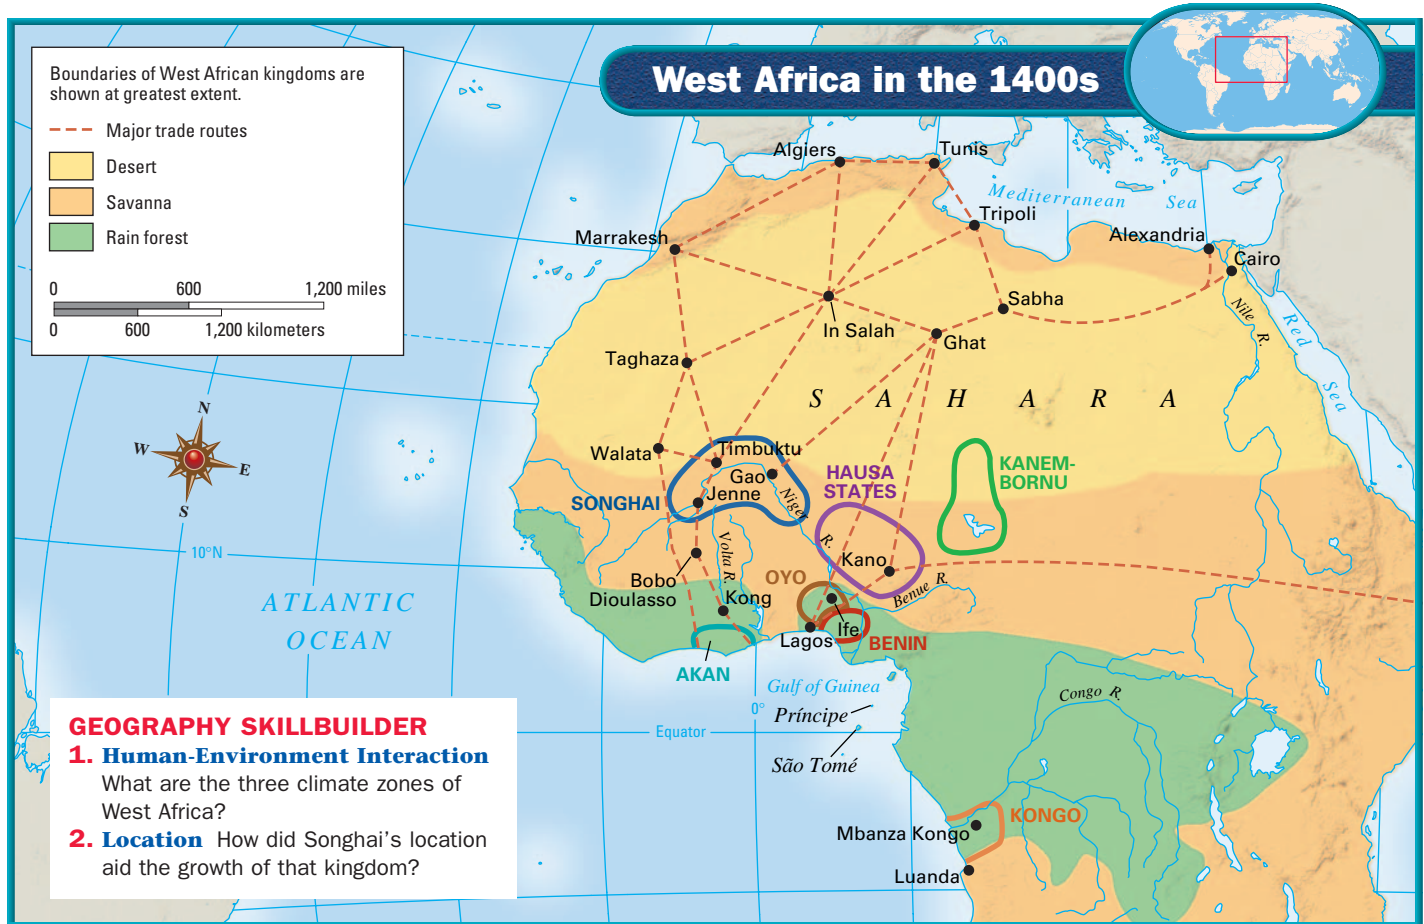 West Africa in the 1400s
Boundaries of West African kingdoms are
shown at greatest extent.
Major trade routes
Desert
Savanna
Rain forest
0 600 1,200 miles
0 600 1,200 kilometers
Algiers
Tunis
Mediterranean Sea
Tripoli
Marrakesh
Alexandria
Cairo
Sabha
In Salah
Ghat
Nile R.
Red Sea
Taghaza
SAHARA
N
W
E
S
Walata
Timbuktu
Gao
HAUSA
STATES
KANEM-
BORNU
SONGHAI
Jenne
Niger R.
10°N
Volta R.
Kano
Bobo
Dioulasso
OYO
Benue R.
Kong
ATLANTIC
OCEAN
Ife
Lagos
BENIN
AKAN
Gulf of Guinea
0°
Príncipe
Congo R.
Equator
São Tomé
KONGO
Mbanza Kongo
Luanda
GEOGRAPHY SKILLBUILDER
1. Human-Environment Interaction
What are the three climate zones of
West Africa?
2. Location How did Songhai's location
aid the growth of that kingdom?